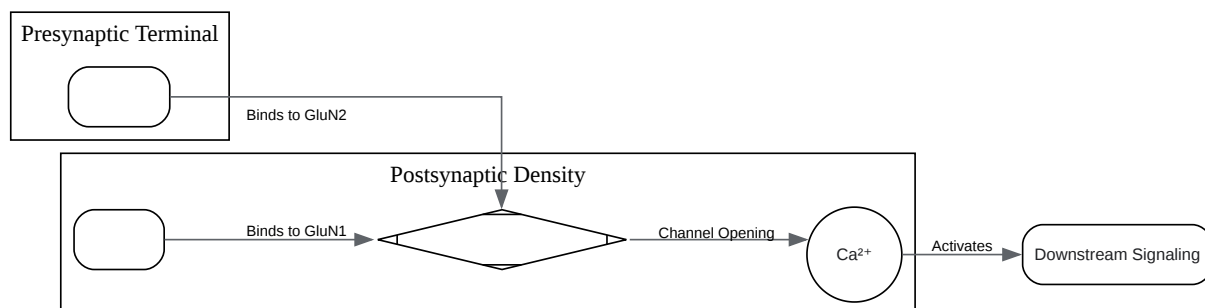 Presynaptic Terminal
Binds to GluN2
Postsynaptic Density
Binds to GluN1
Channel Opening
Ca²⁺
Activates
Downstream Signaling